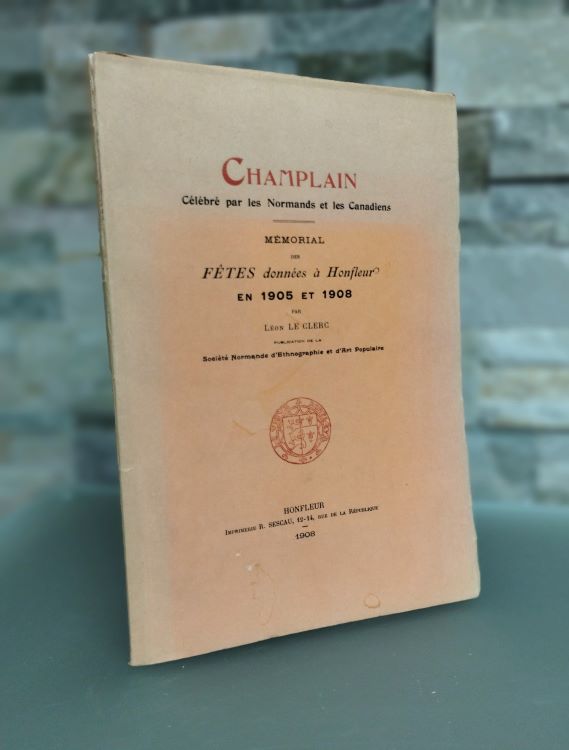 CHAMPLAIN
Célébré par les Normands et les Canadiens
MÉMORIAL
DES
FÊTES données à Honfleur
EN 1905 ET 1908
PAR
LÉON LE CLERC
PUBLICATION DE LA
Société Normande d'Ethnographie et d'Art Populaire
HONFLEUR
IMPRIMERIE R. SESCAU, 12-14, RUE DE LA RÉPUBLIQUE
1908